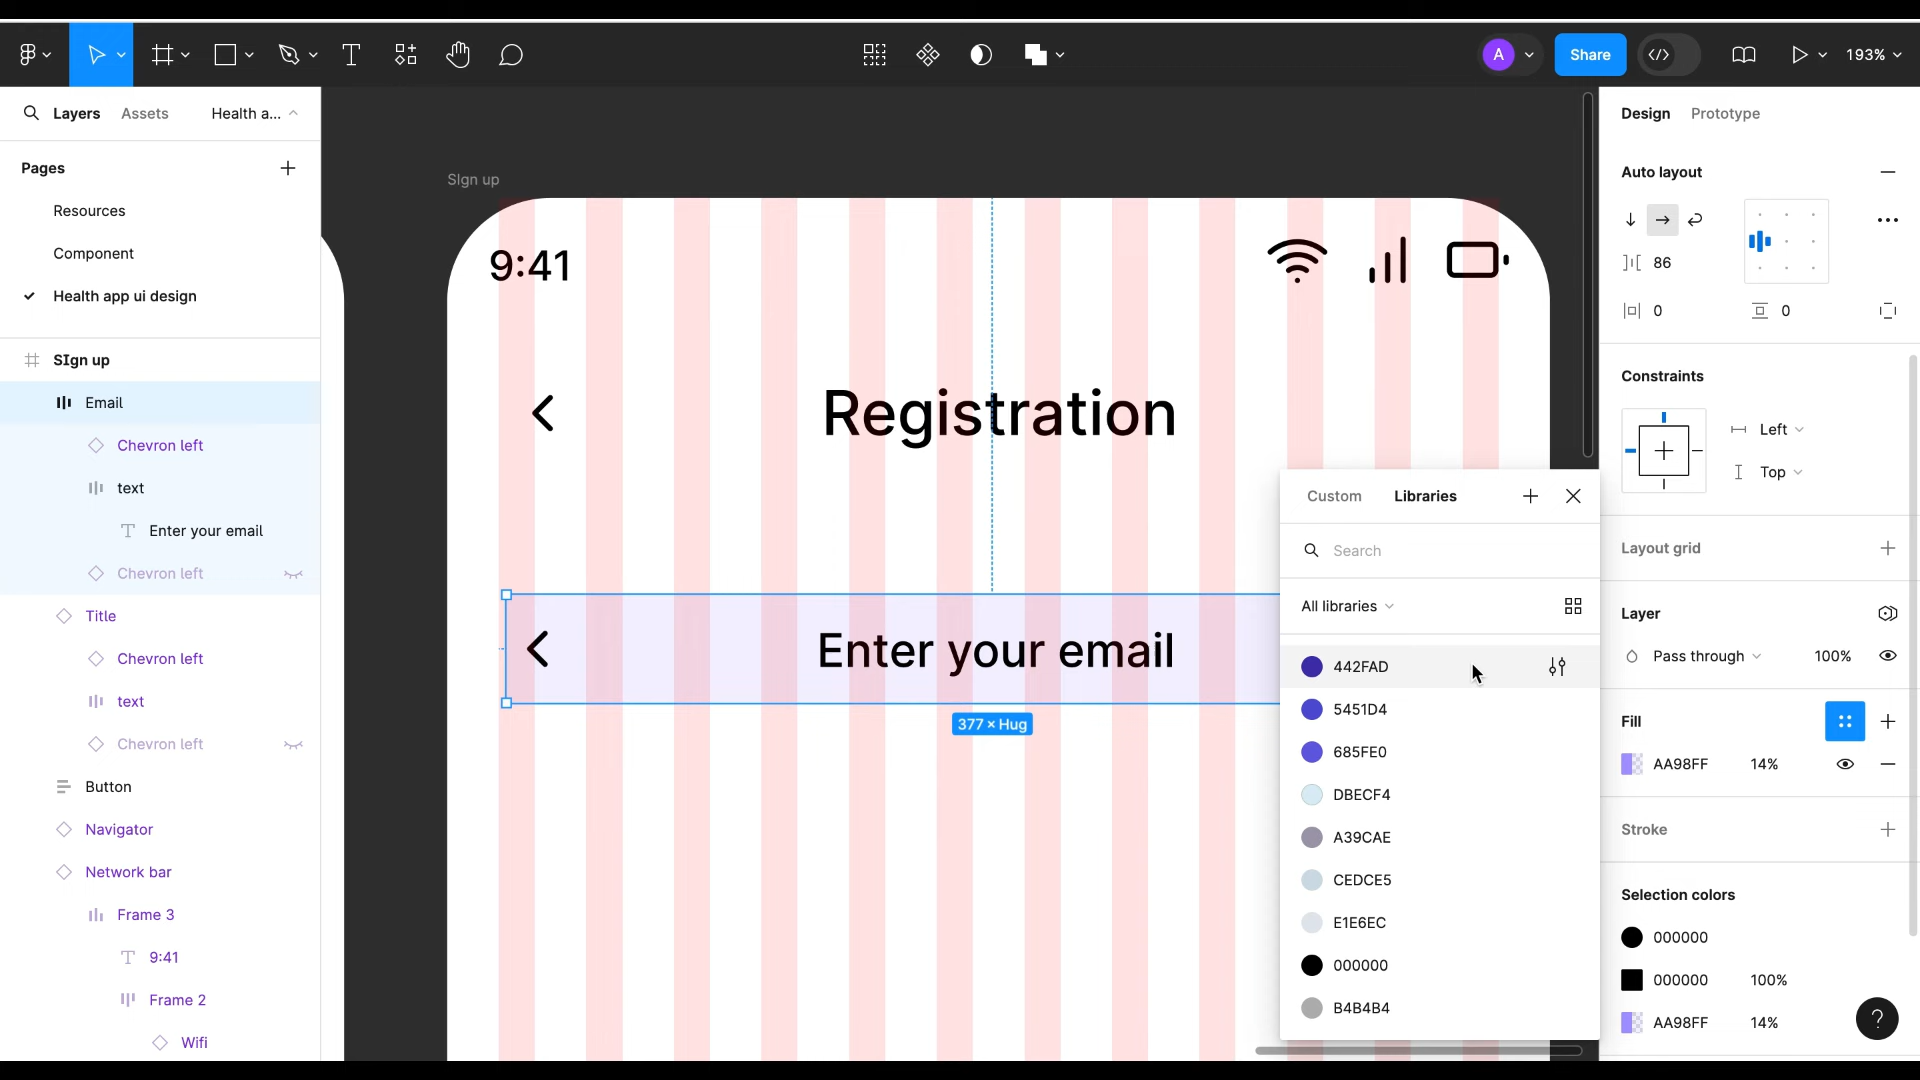 A
Share
193%
Layers
Assets
Health a...
Pages
Resources
Component
Health app ui design
SIgn up
Email
Chevron left
text
Enter your email
Chevron left
Title
Chevron left
text
Chevron left
Button
Navigator
Network bar
Frame 3
9:41
Frame 2
Wifi
SIgn up
9:41
Registration
Enter your email
377 × Hug
Custom
Libraries
Search
All libraries
442FAD
5451D4
685FE0
DBECF4
A39CAE
CEDCE5
E1E6EC
000000
B4B4B4
Design
Prototype
Auto layout
86
0
0
Constraints
Left
Top
Layout grid
Layer
Pass through
100%
Fill
AA98FF
14%
Stroke
Selection colors
000000
000000
100%
AA98FF
14%
?